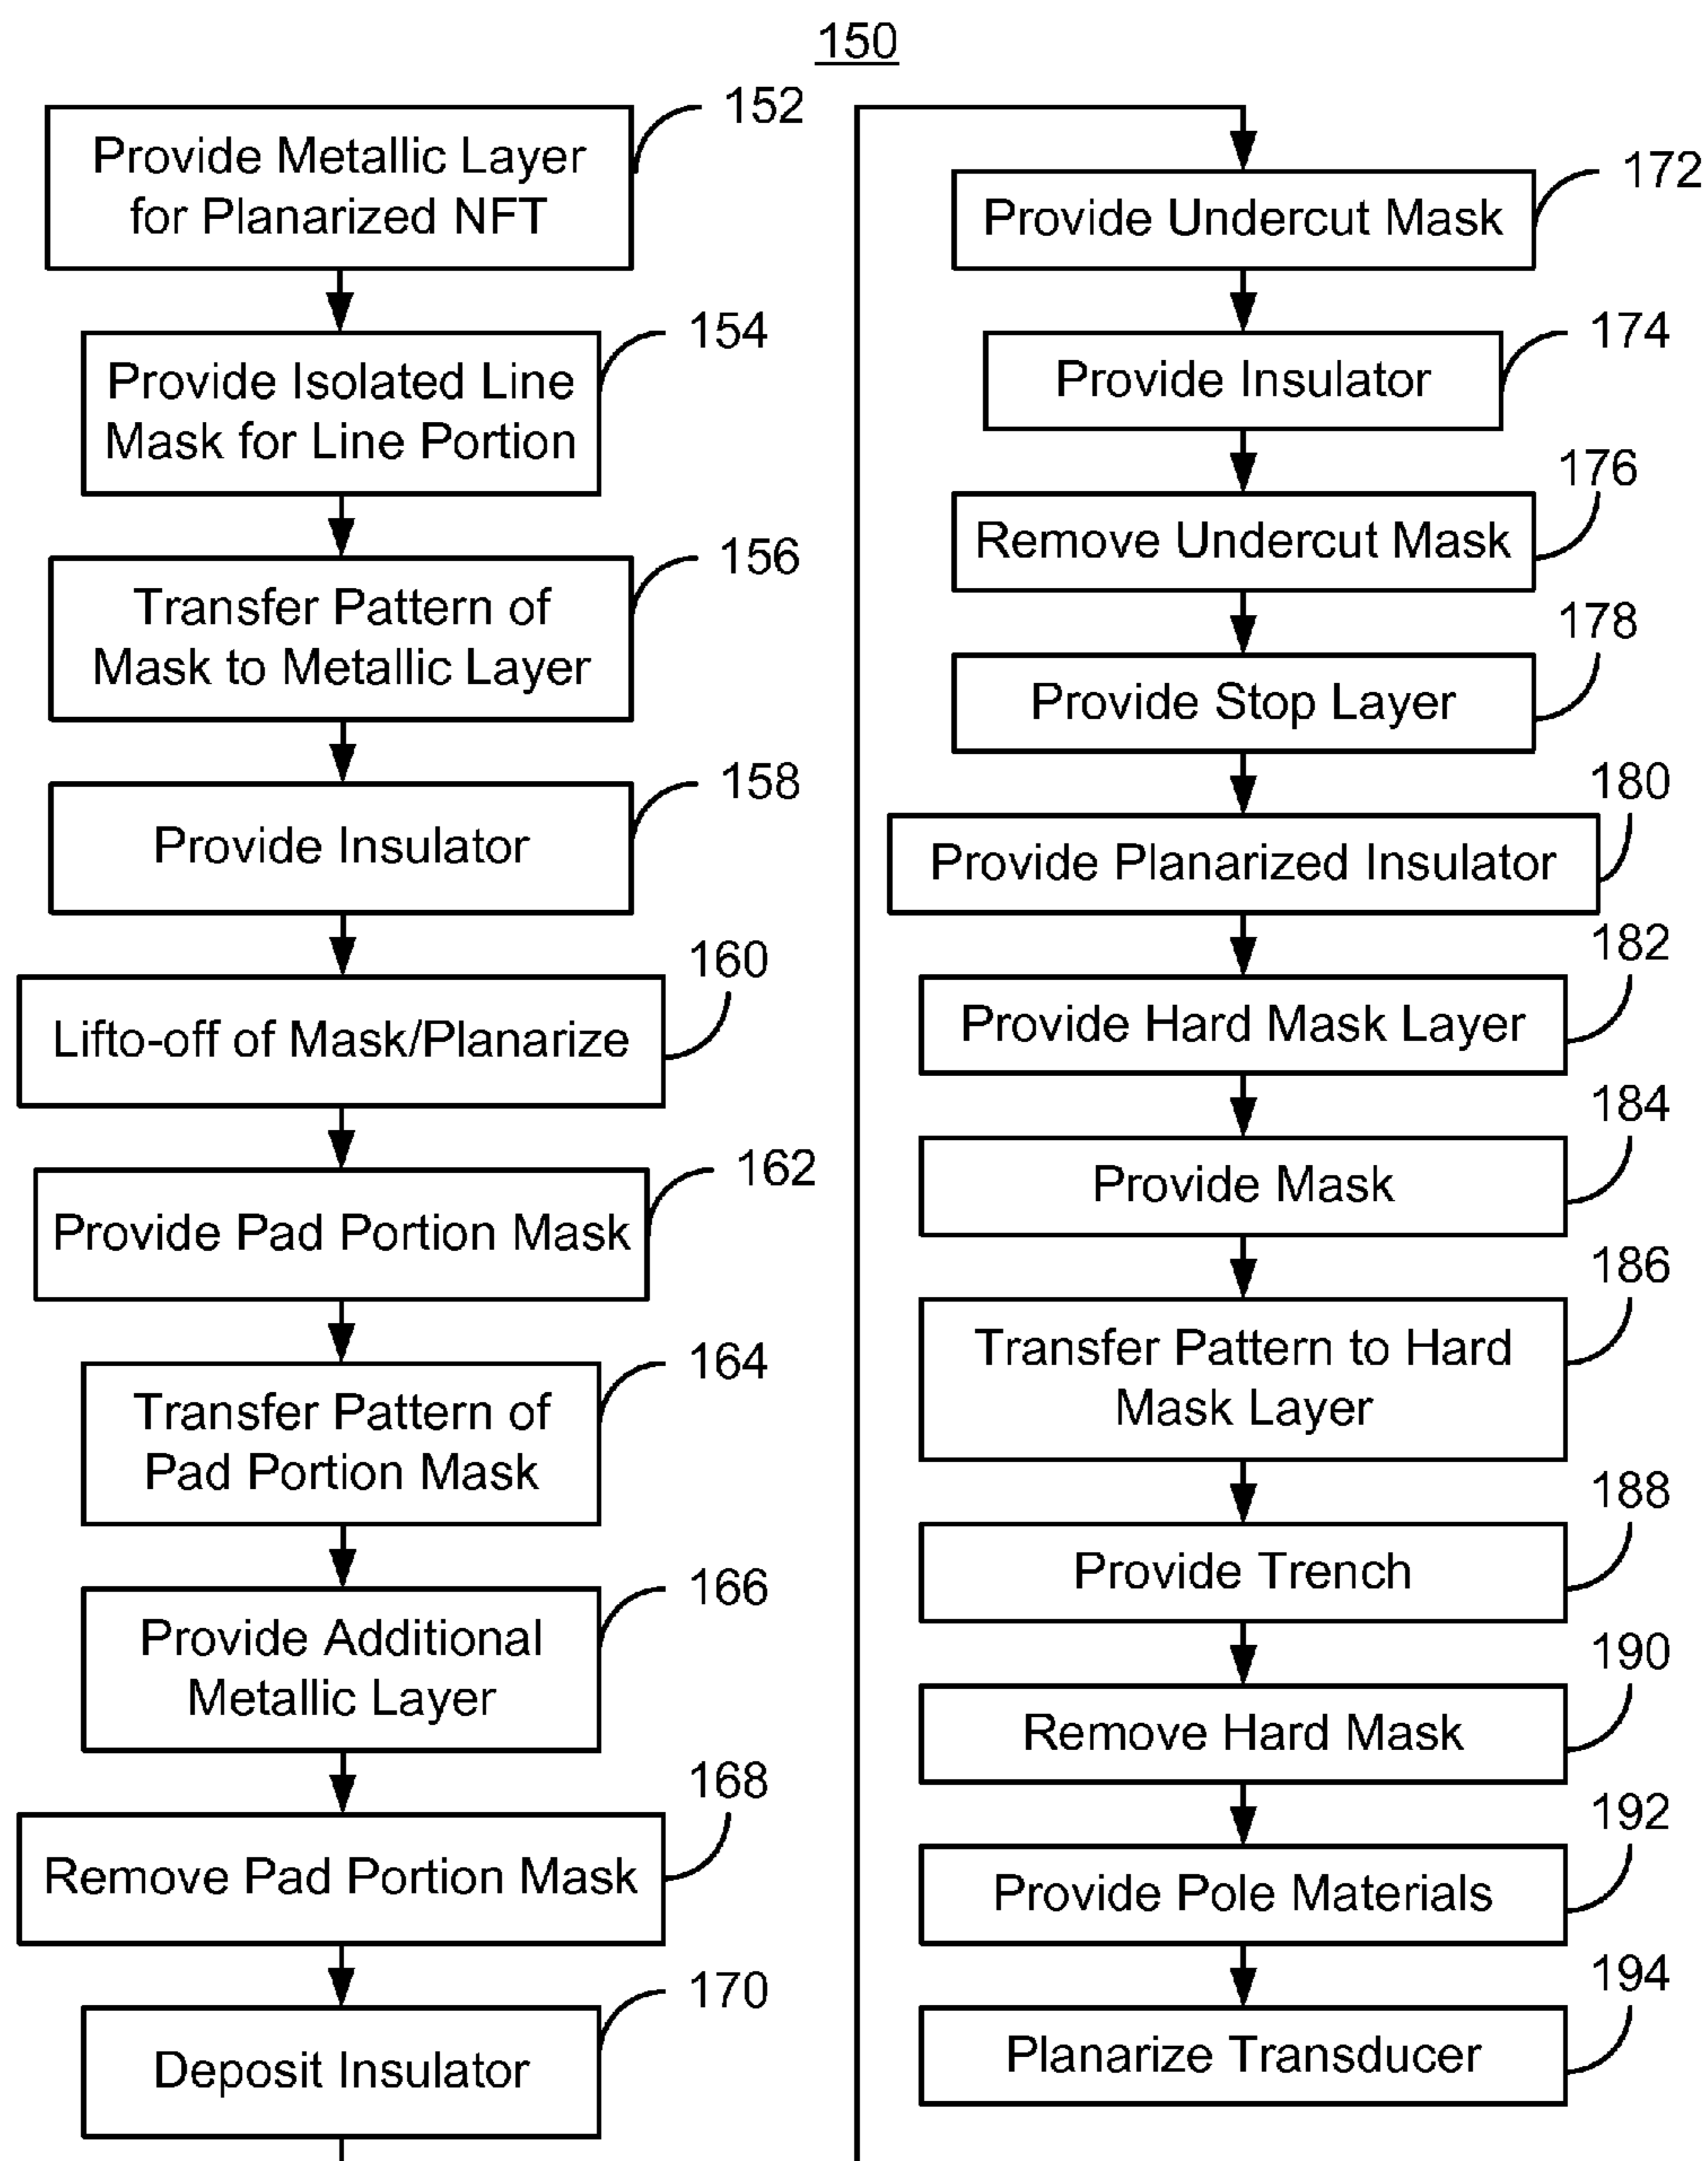 150
152
Provide Metallic Layer
for Planarized NFT
154
Provide Isolated Line
Mask for Line Portion
156
Transfer Pattern of
Mask to Metallic Layer
158
Provide Insulator
160
Lifto-off of Mask/Planarize
162
Provide Pad Portion Mask
164
Transfer Pattern of
Pad Portion Mask
166
Provide Additional
Metallic Layer
168
Remove Pad Portion Mask
170
Deposit Insulator
172
Provide Undercut Mask
174
Provide Insulator
176
Remove Undercut Mask
178
Provide Stop Layer
180
Provide Planarized Insulator
182
Provide Hard Mask Layer
184
Provide Mask
186
Transfer Pattern to Hard
Mask Layer
188
Provide Trench
190
Remove Hard Mask
192
Provide Pole Materials
194
Planarize Transducer